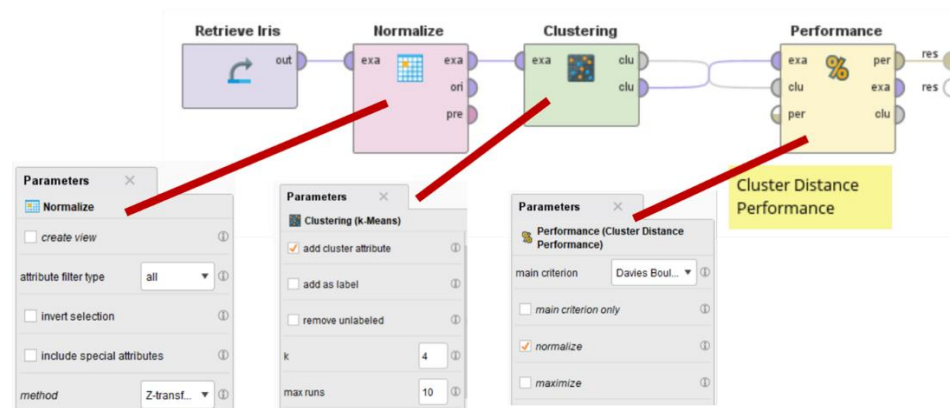 Retrieve Iris
out
Normalize
exa
exa
ori
pre
Clustering
exa
clu
clu
Performance
exa
per
clu
exa
per
clu
res
res
Cluster Distance
Performance
Parameters
Normalize
create view
attribute filter type
all
invert selection
include special attributes
method
Z-transf...
Parameters
Clustering (k-Means)
add cluster attribute
add as label
remove unlabeled
k
4
max runs
10
Parameters
Performance (Cluster Distance
Performance)
main criterion
Davies Boul...
main criterion only
normalize
maximize